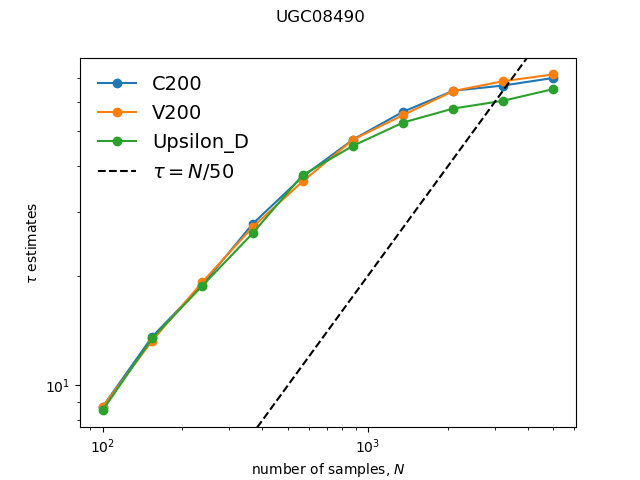 UGC08490
C200
V200
Upsilon_D
τ = N/50
τ estimates
10¹
10² 10³
number of samples, N